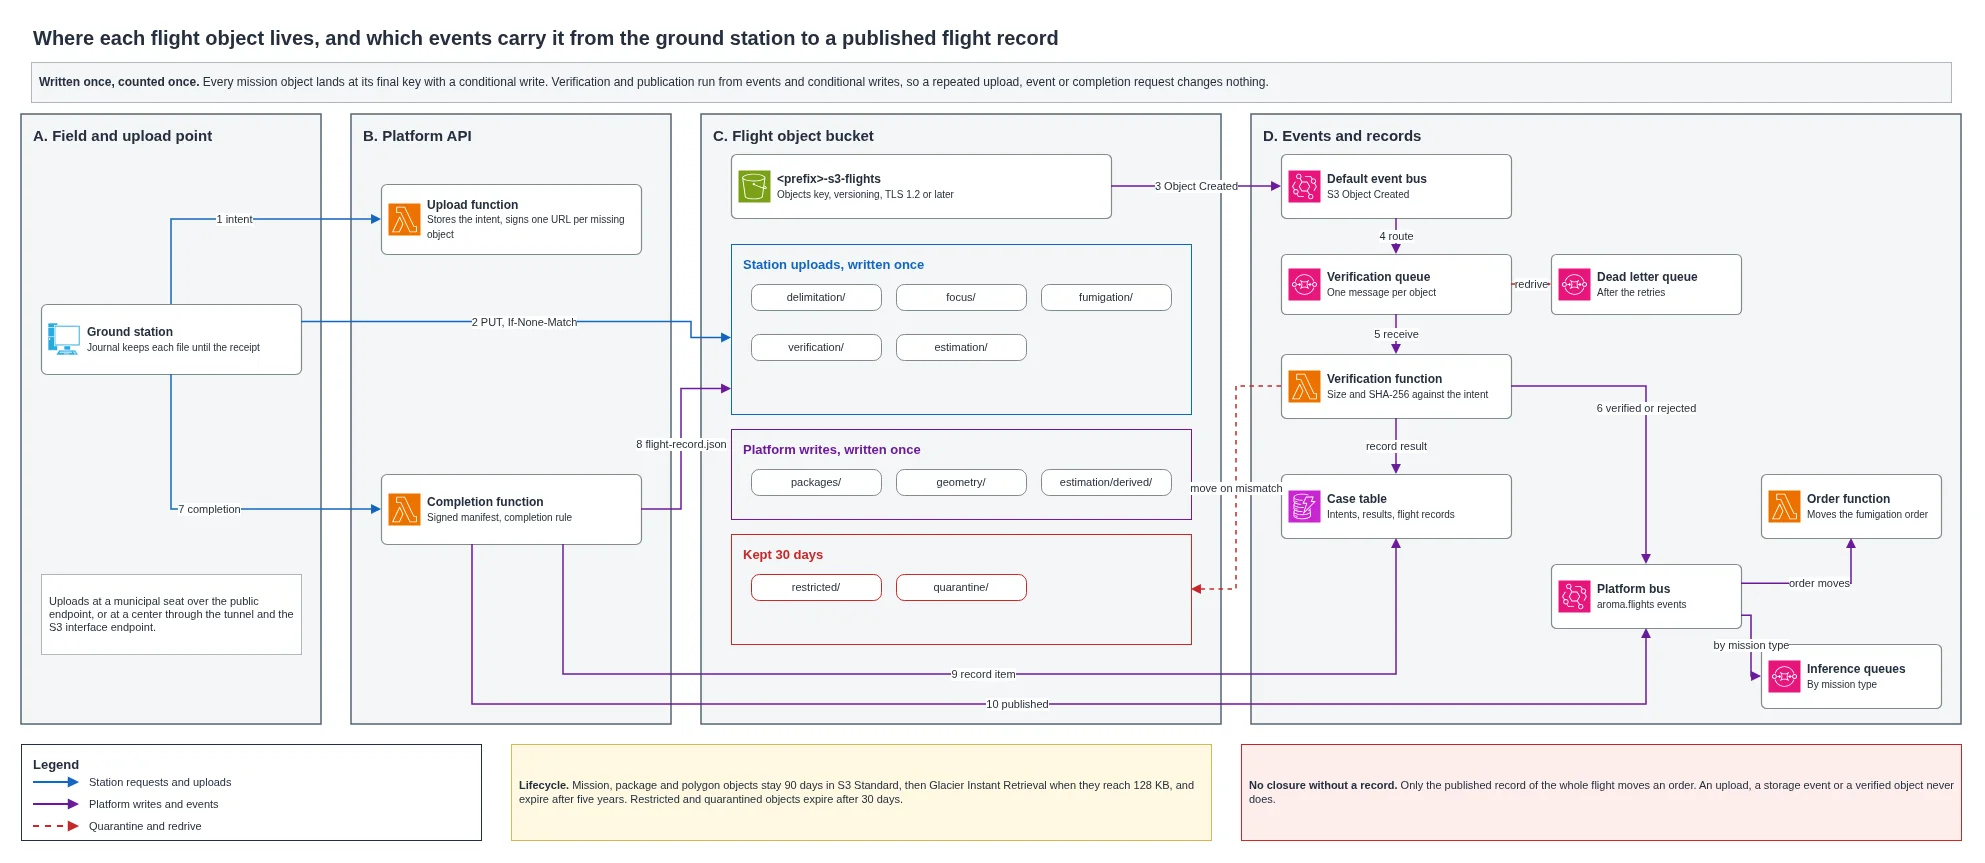 Where each flight object lives, and which events carry it from the ground station to a published flight record
Written once, counted once. Every mission object lands at its final key with a conditional write. Verification and publication run from events and conditional writes, so a repeated upload, event or completion request changes nothing.
A. Field and upload point
1 intent
Ground station
Journal keeps each file until the receipt
7 completion
Uploads at a municipal seat over the public
endpoint, or at a center through the tunnel and the
S3 interface endpoint.
B. Platform API
Upload function
Stores the intent, signs one URL per missing
object
2 PUT, If-None-Match
8 flight-record.json
Completion function
Signed manifest, completion rule
C. Flight object bucket
<prefix>-s3-flights
Objects key, versioning, TLS 1.2 or later
3 Object Created
Station uploads, written once
delimitation/
focus/
fumigation/
verification/
estimation/
Platform writes, written once
packages/
geometry/
estimation/derived/
move on mismatch
Kept 30 days
restricted/
quarantine/
9 record item
10 published
D. Events and records
Default event bus
S3 Object Created
4 route
Verification queue
One message per object
redrive
Dead letter queue
After the retries
5 receive
Verification function
Size and SHA-256 against the intent
6 verified or rejected
record result
Case table
Intents, results, flight records
Order function
Moves the fumigation order
Platform bus
aroma.flights events
order moves
by mission type
Inference queues
By mission type
Legend
Station requests and uploads
Platform writes and events
Quarantine and redrive
Lifecycle. Mission, package and polygon objects stay 90 days in S3 Standard, then Glacier Instant Retrieval when they reach 128 KB, and
expire after five years. Restricted and quarantined objects expire after 30 days.
No closure without a record. Only the published record of the whole flight moves an order. An upload, a storage event or a verified object never
does.